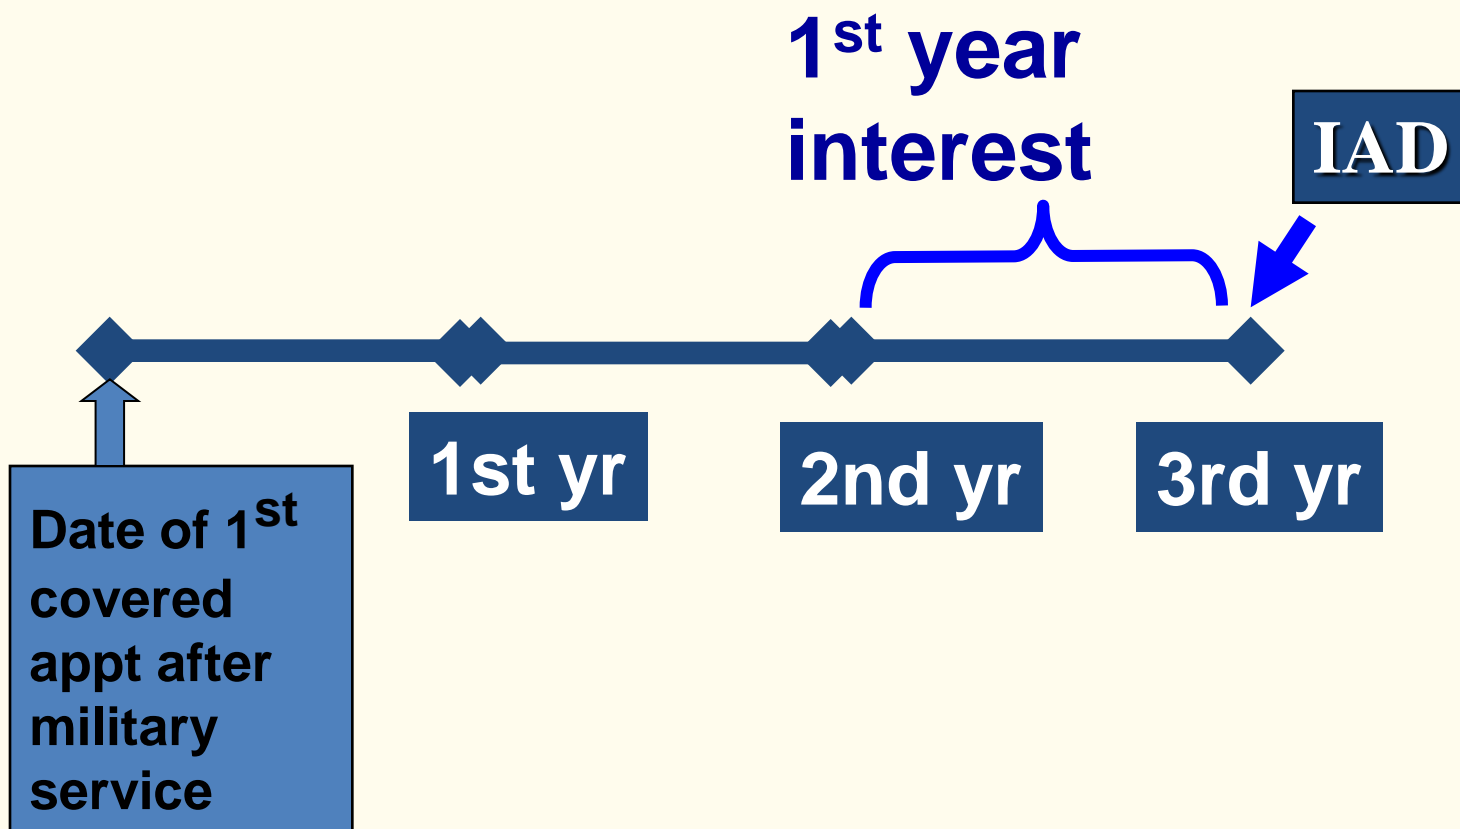 1st year
interest
IAD
1st yr
2nd yr
3rd yr
Date of 1st
covered
appt after
military
service